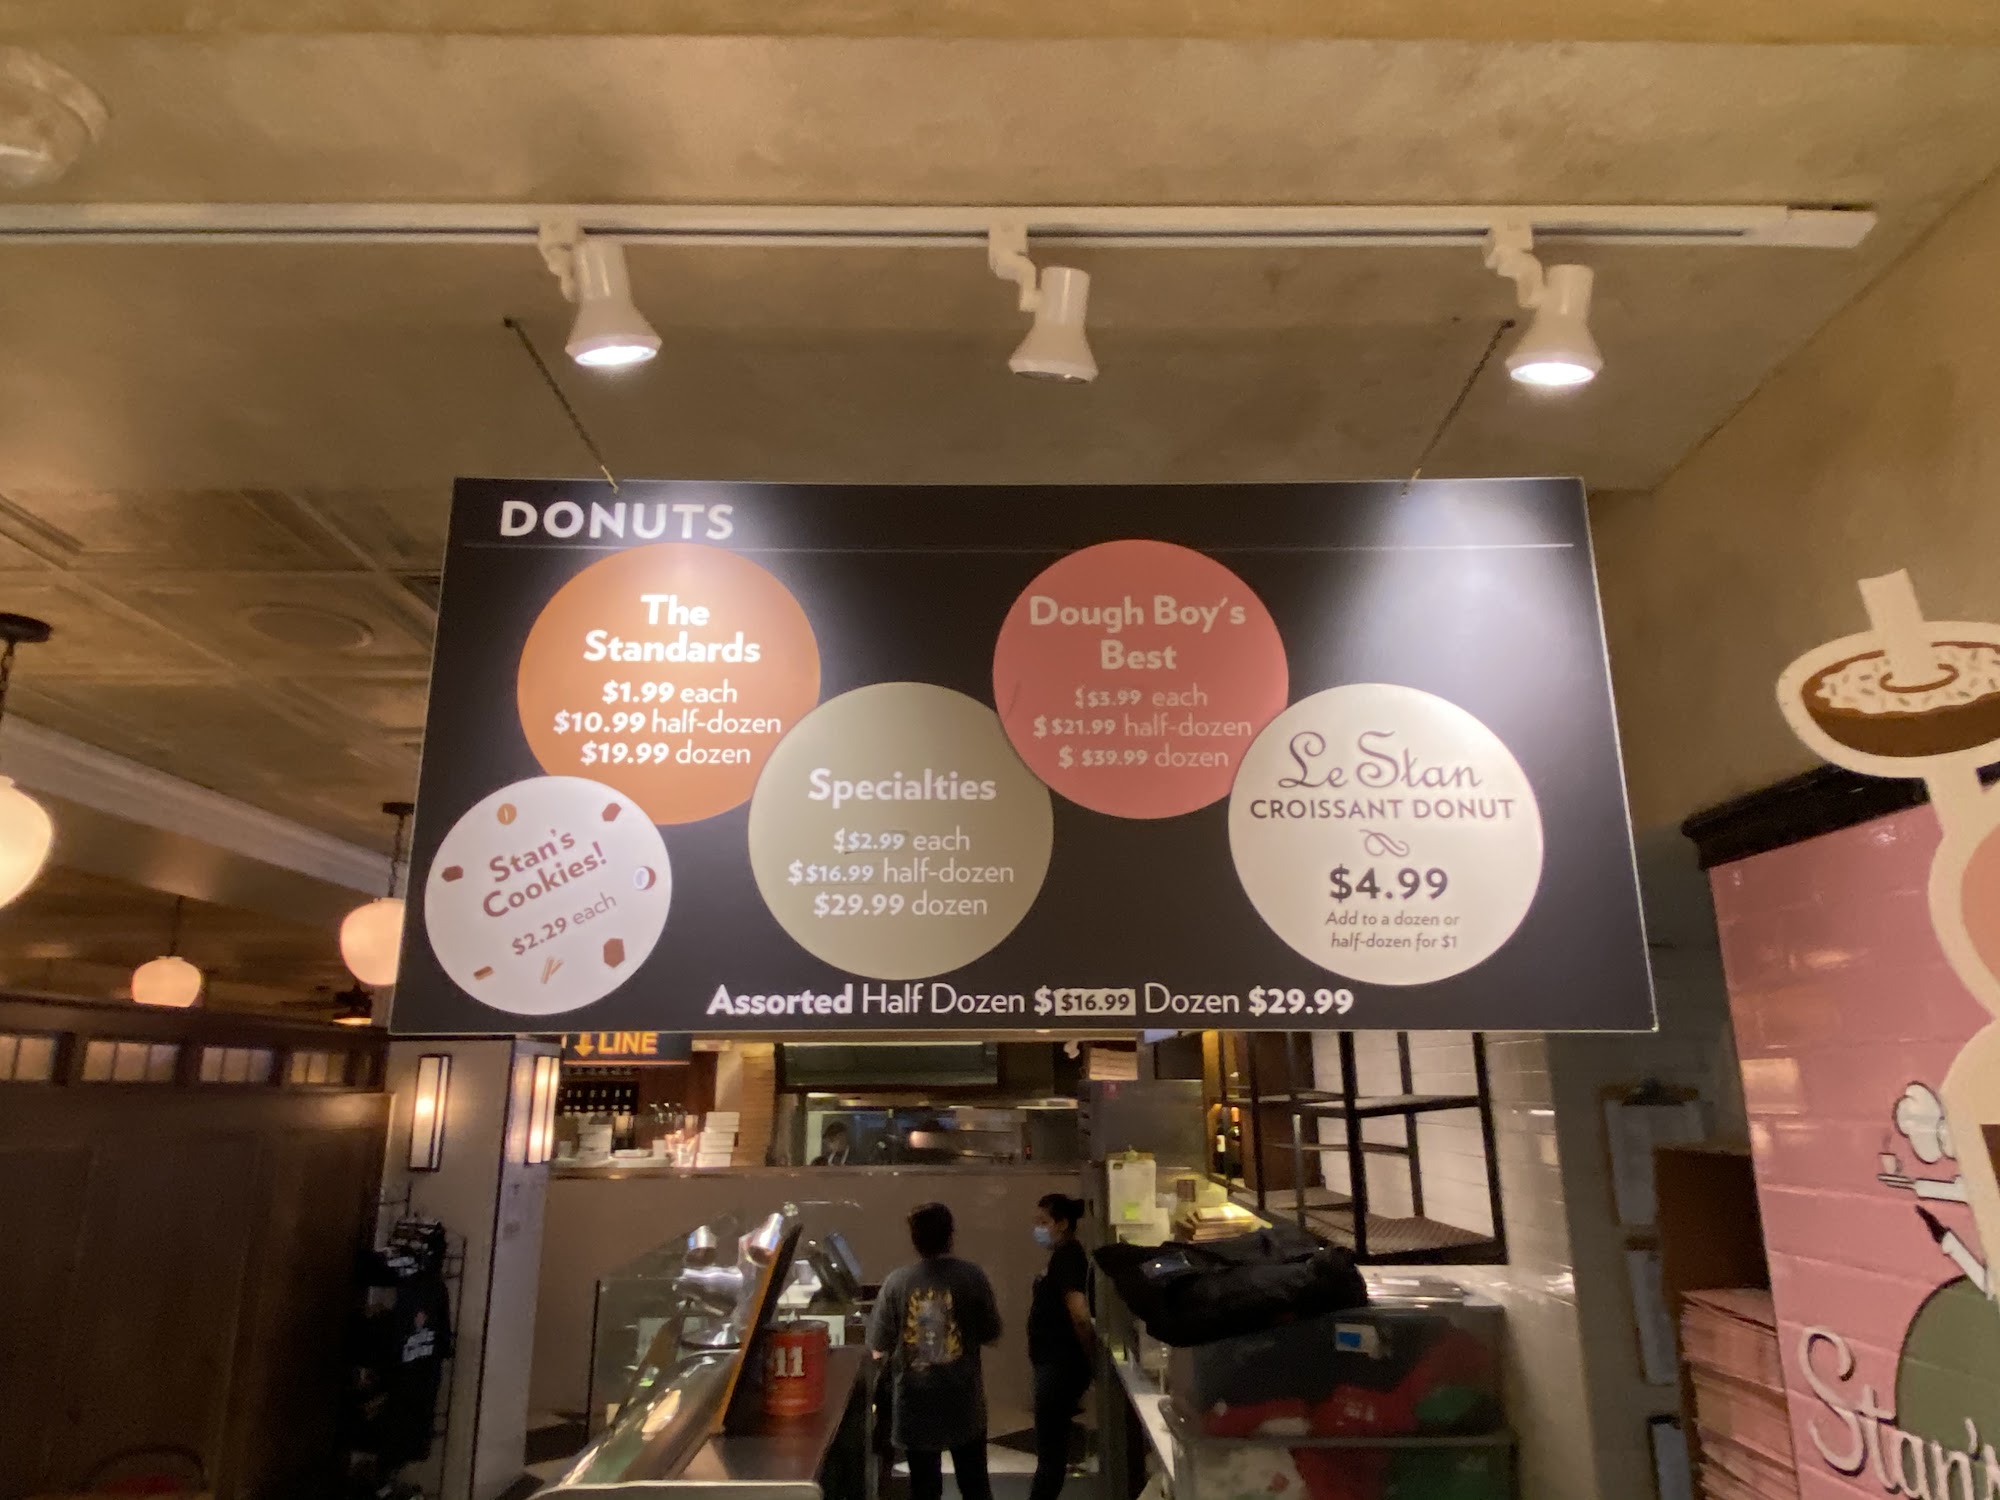 DONUTS
The
Standards
$1.99 each
$10.99 half-dozen
$19.99 dozen
Stan's
Cookies!
$2.29 each
Specialties
$$2.99 each
$$16.99 half-dozen
$29.99 dozen
Dough Boy's
Best
$$3.99 each
$$21.99 half-dozen
$ $39.99 dozen
Le Stan
CROISSANT DONUT
$4.99
Add to a dozen or
half-dozen for $1
Assorted Half Dozen $$16.99 Dozen $29.99
LINE
11
Stan's